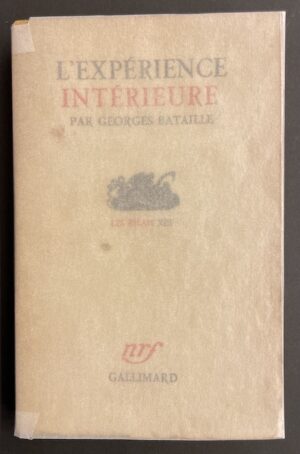 L'EXPÉRIENCE
INTÉRIEURE
PAR GEORGES BATAILLE
LES ESSAIS XIII
nrf
GALLIMARD